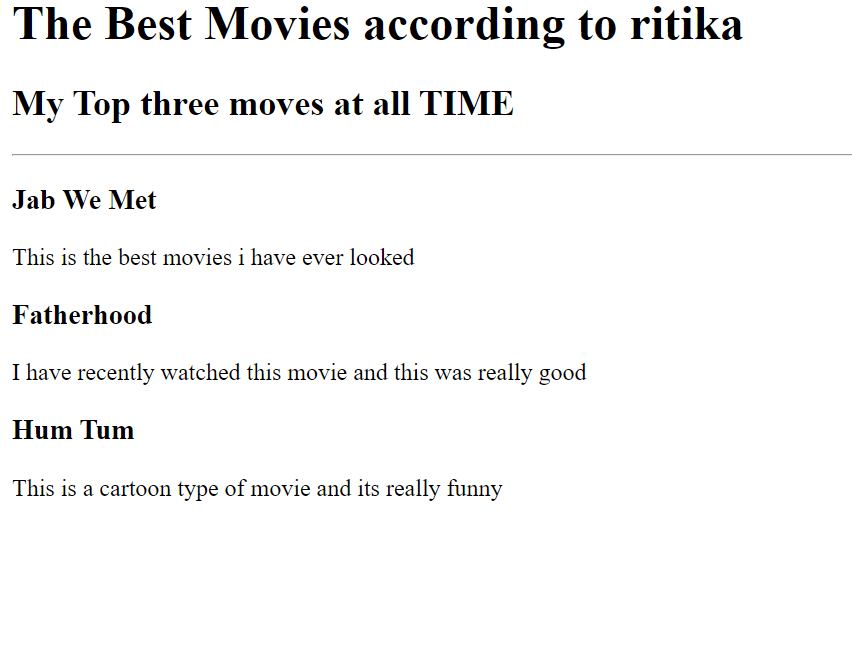 The Best Movies according to ritika
My Top three moves at all TIME
Jab We Met
This is the best movies i have ever looked
Fatherhood
I have recently watched this movie and this was really good
Hum Tum
This is a cartoon type of movie and its really funny